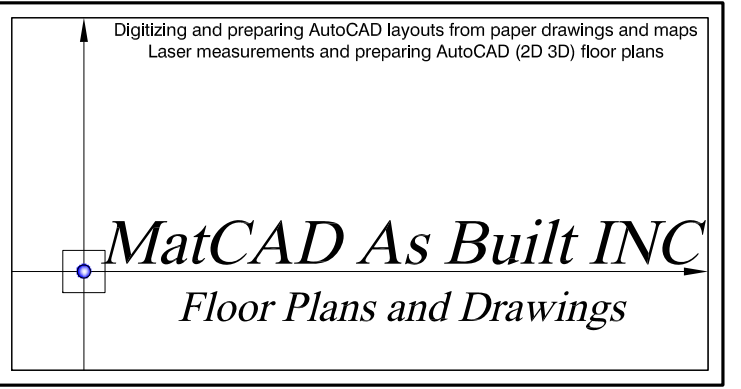 Digitizing and preparing AutoCAD layouts from paper drawings and maps
Laser measurements and preparing AutoCAD (2D 3D) floor plans
MatCAD As Built INC
Floor Plans and Drawings